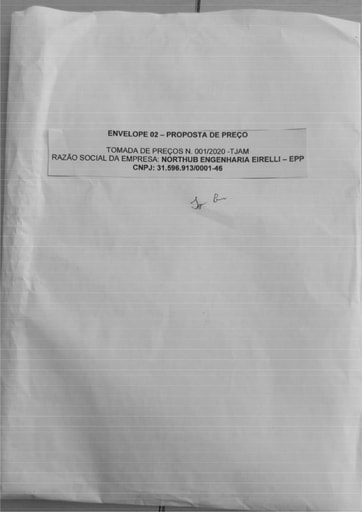 ENVELOPE 02 – PROPOSTA DE PREÇO
TOMADA DE PREÇOS N. 001/2020 -TJAM
RAZÃO SOCIAL DA EMPRESA: NORTHUB ENGENHARIA EIRELLI – EPP
CNPJ: 31.596.913/0001-46